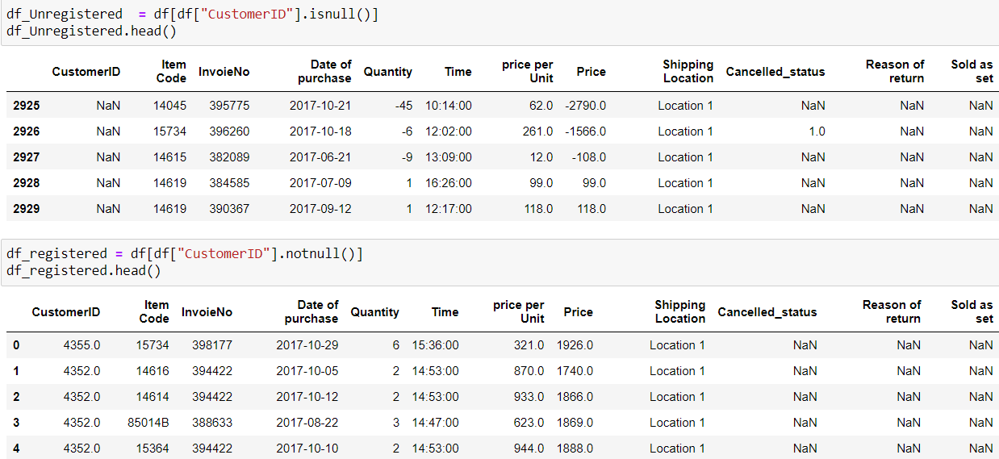 df_Unregistered  = df[df["CustomerID"].isnull()]
df_Unregistered.head()
CustomerID Item Code InvoieNo Date of purchase Quantity Time price per Unit Price Shipping Location Cancelled_status Reason of return Sold as set
2925 NaN 14045 395775 2017-10-21 -45 10:14:00 62.0 -2790.0 Location 1 NaN NaN NaN
2926 NaN 15734 396260 2017-10-18 -6 12:02:00 261.0 -1566.0 Location 1 1.0 NaN NaN
2927 NaN 14615 382089 2017-06-21 -9 13:09:00 12.0 -108.0 Location 1 NaN NaN NaN
2928 NaN 14619 384585 2017-07-09 1 16:26:00 99.0 99.0 Location 1 NaN NaN NaN
2929 NaN 14619 390367 2017-09-12 1 12:17:00 118.0 118.0 Location 1 NaN NaN NaN
df_registered = df[df["CustomerID"].notnull()]
df_registered.head()
CustomerID Item Code InvoieNo Date of purchase Quantity Time price per Unit Price Shipping Location Cancelled_status Reason of return Sold as set
0 4355.0 15734 398177 2017-10-29 6 15:36:00 321.0 1926.0 Location 1 NaN NaN NaN
1 4352.0 14616 394422 2017-10-05 2 14:53:00 870.0 1740.0 Location 1 NaN NaN NaN
2 4352.0 14614 394422 2017-10-12 2 14:53:00 933.0 1866.0 Location 1 NaN NaN NaN
3 4352.0 85014B 388633 2017-08-22 3 14:47:00 623.0 1869.0 Location 1 NaN NaN NaN
4 4352.0 15364 394422 2017-10-10 2 14:53:00 944.0 1888.0 Location 1 NaN NaN NaN